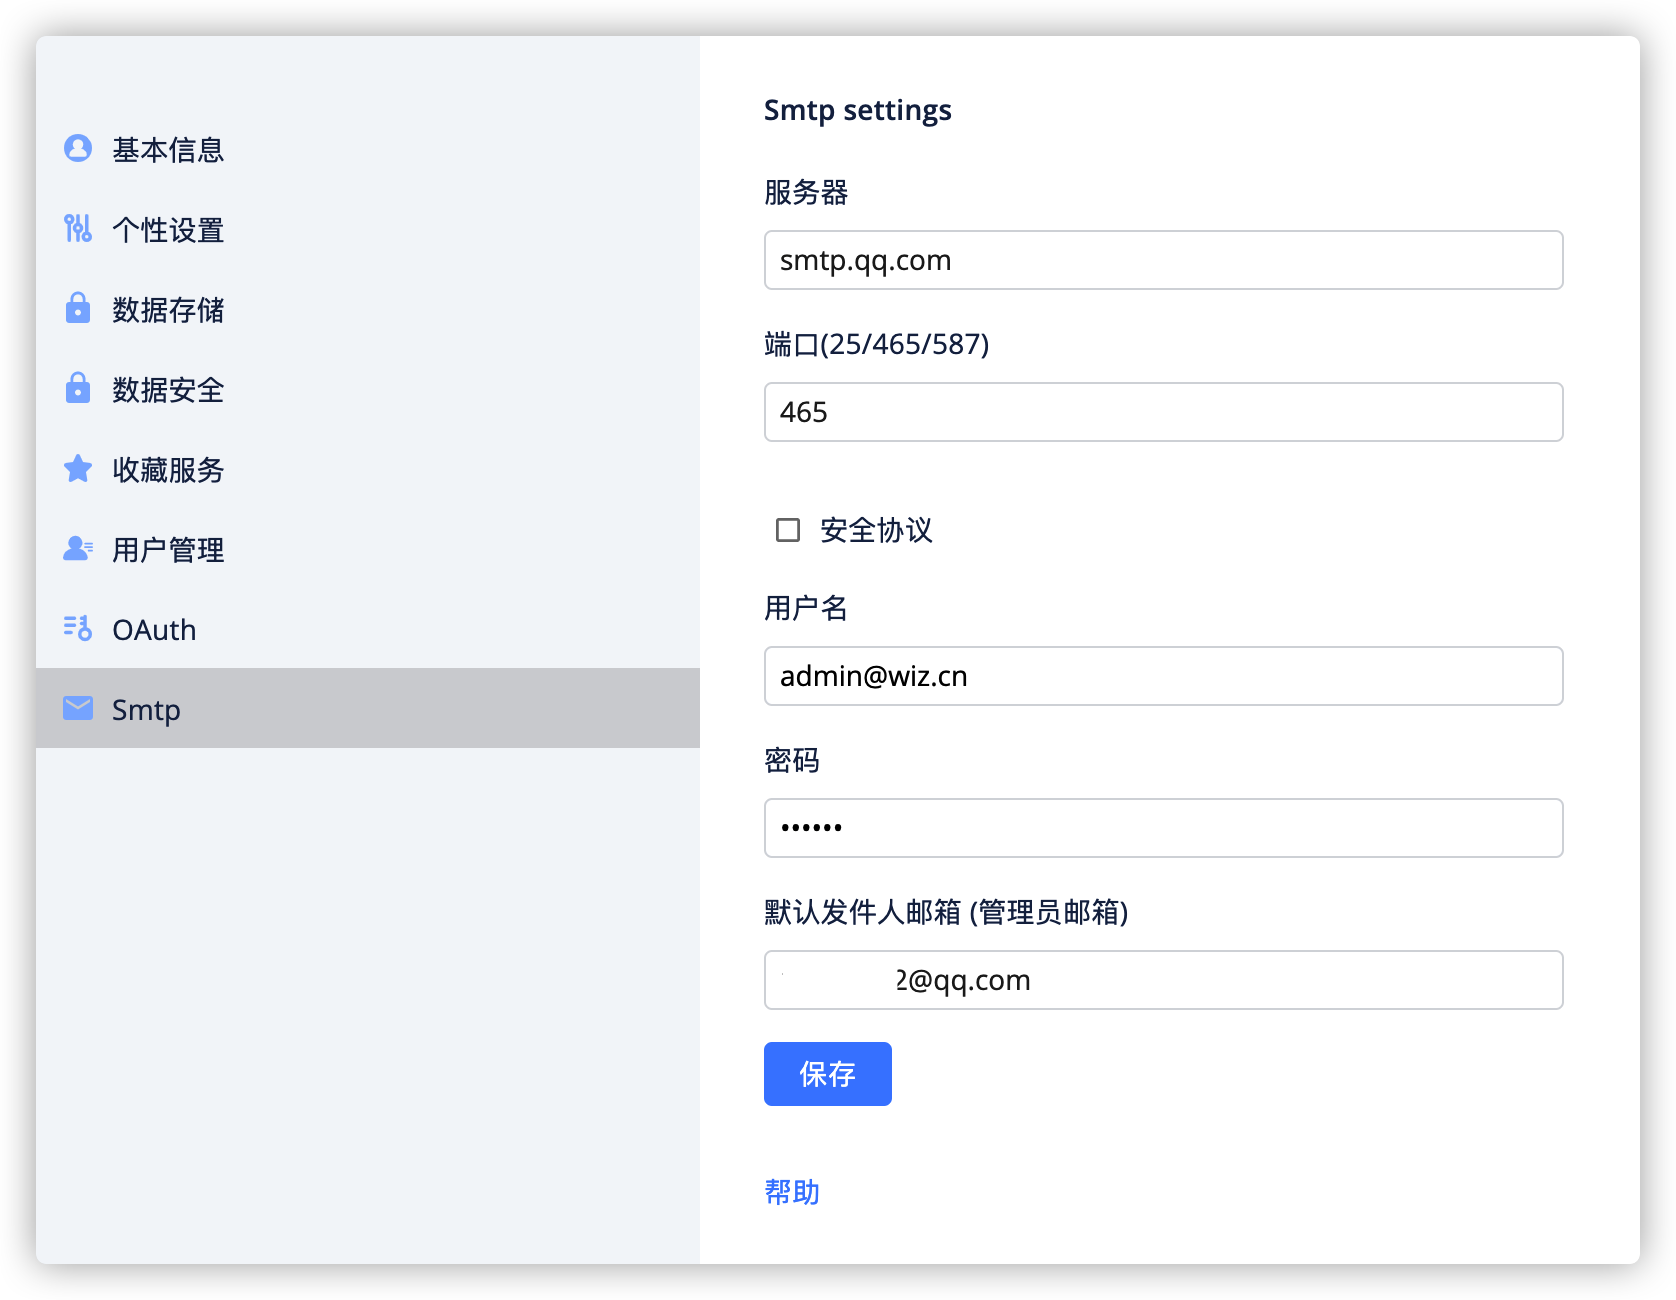 基本信息
个性设置
数据存储
数据安全
收藏服务
用户管理
OAuth
Smtp
Smtp settings
服务器
smtp.qq.com
端口(25/465/587)
465
安全协议
用户名
admin@wiz.cn
密码
••••••
默认发件人邮箱 (管理员邮箱)
2@qq.com
保存
帮助